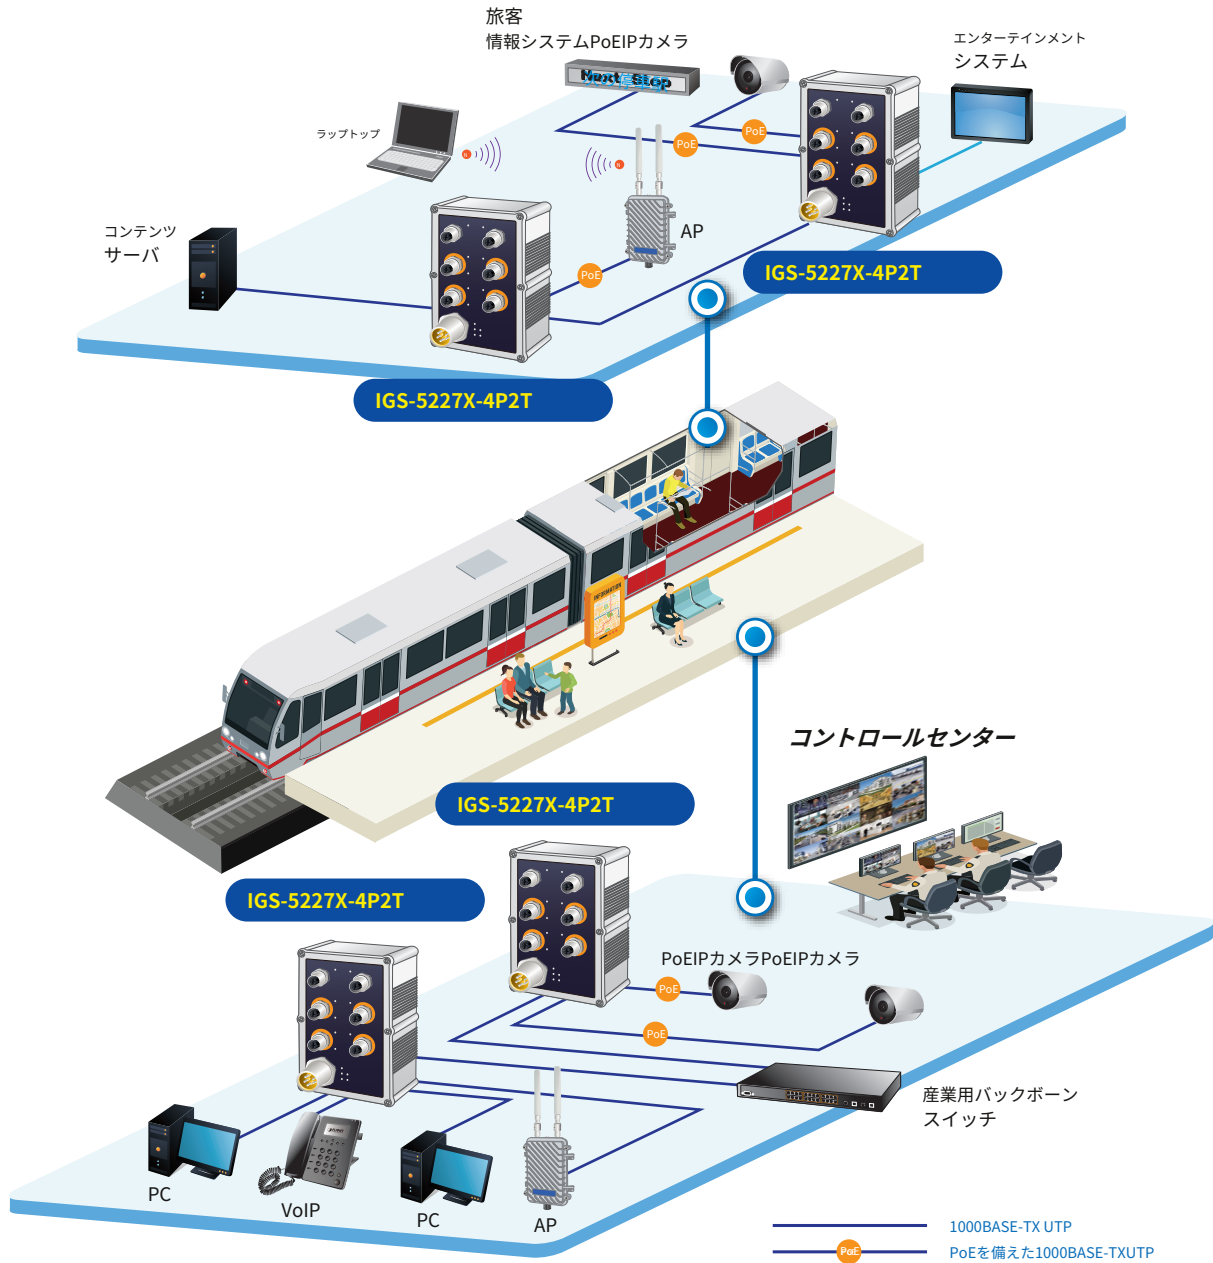 旅客
情報システムPoEIPカメラ
エンターテインメント
システム
Next Stop
ラップトップ
PoE
PoE
コンテンツ
サーバ
AP
PoE
IGS-5227X-4P2T
IGS-5227X-4P2T
INFORMATION
コントロールセンター
IGS-5227X-4P2T
IGS-5227X-4P2T
PoEIPカメラPoEIPカメラ
PoE
PoE
産業用バックボーン
スイッチ
PC
VoIP
PC
AP
1000BASE-TX UTP
PoE
PoEを備えた1000BASE-TXUTP